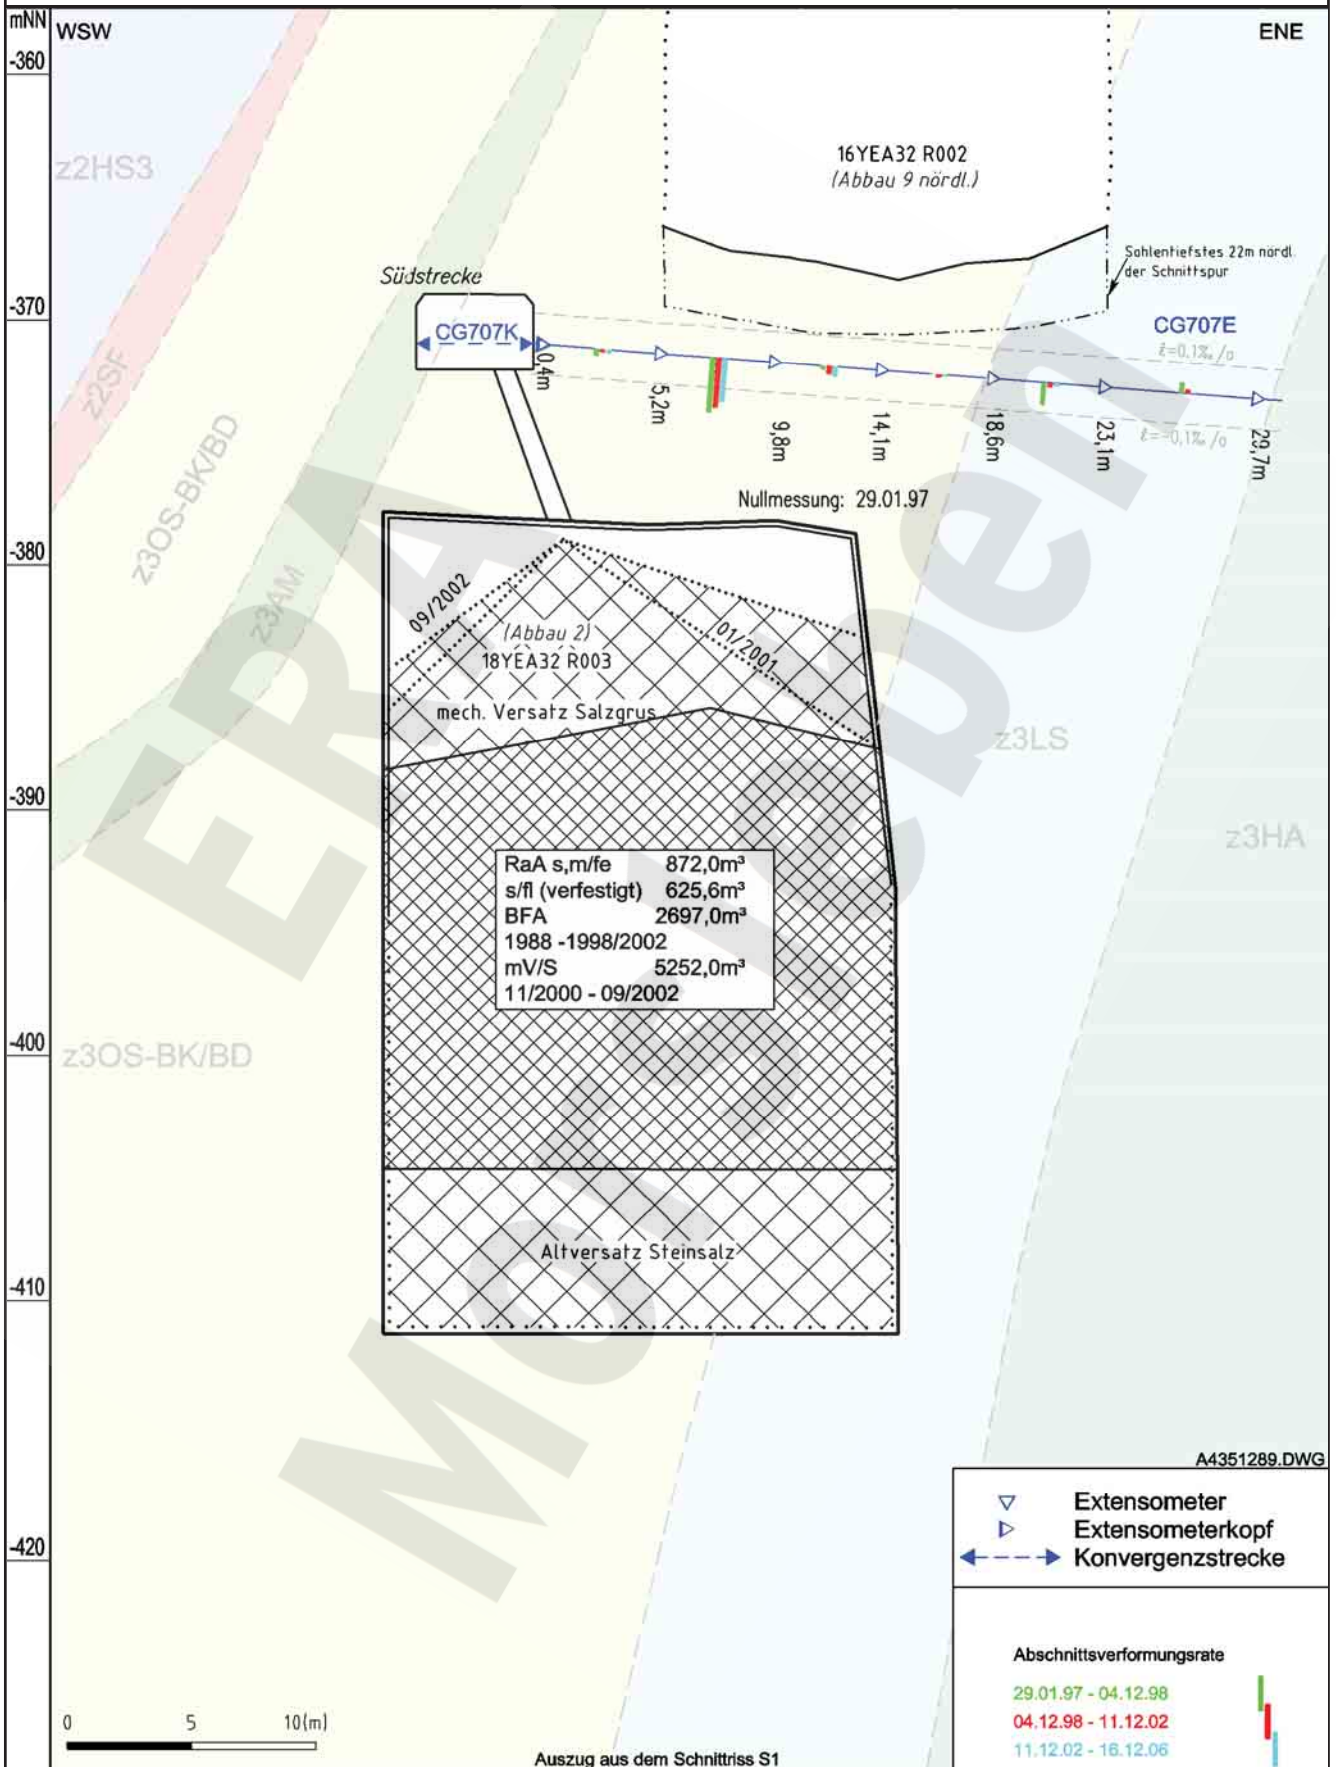 mNN
WSW
ENE
-360
z2HS3
16YEA32 R002
(Abbau 9 nördl.)
Sohlentiefstes 22m nördl.
der Schnittspur
Südstrecke
-370
CG707K
CG707E
ε̇=0,1‰/a
0,4m
5,2m
9,8m
14,1m
18,6m
23,1m
29,7m
ε̇=-0,1‰/a
z2SF
z3OS-BK/BD
Nullmessung: 29.01.97
-380
z3AM
09/2002
(Abbau 2)
18YEA32 R003
01/2001
mech. Versatz Salzgrus
z3LS
-390
z3HA
RaA s,m/fe 872,0m³
s/fl (verfestigt) 625,6m³
BFA 2697,0m³
1988 -1998/2002
mV/S 5252,0m³
11/2000 - 09/2002
-400
z3OS-BK/BD
Altversatz Steinsalz
-410
ERA
Morsleben
A4351289.DWG
Extensometer
Extensometerkopf
Konvergenzstrecke
-420
Abschnittsverformungsrate
29.01.97 - 04.12.98
04.12.98 - 11.12.02
11.12.02 - 16.12.06
0 5 10(m)
Auszug aus dem Schnittriss S1